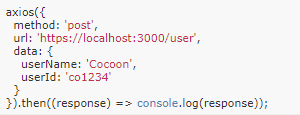 axios({
  method: 'post',
  url: 'https://localhost:3000/user',
  data: {
    userName: 'Cocoon',
    userId: 'co1234'
  }
}).then((response) => console.log(response));